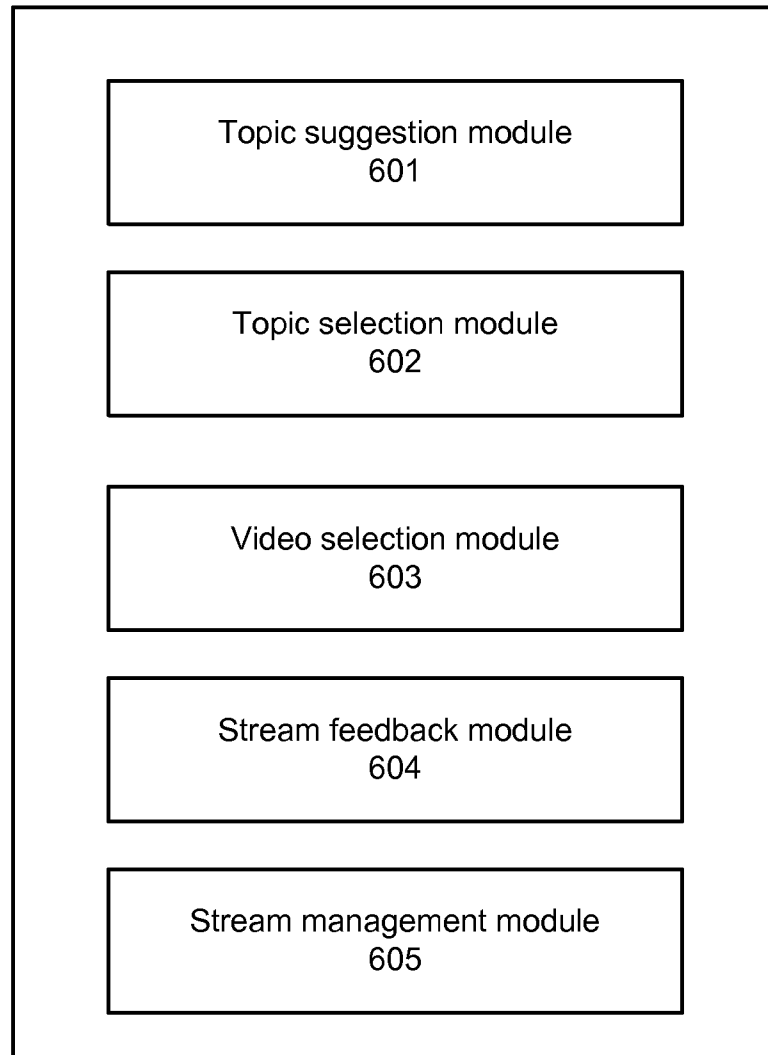 Topic suggestion module
601
Topic selection module
602
Video selection module
603
Stream feedback module
604
Stream management module
605